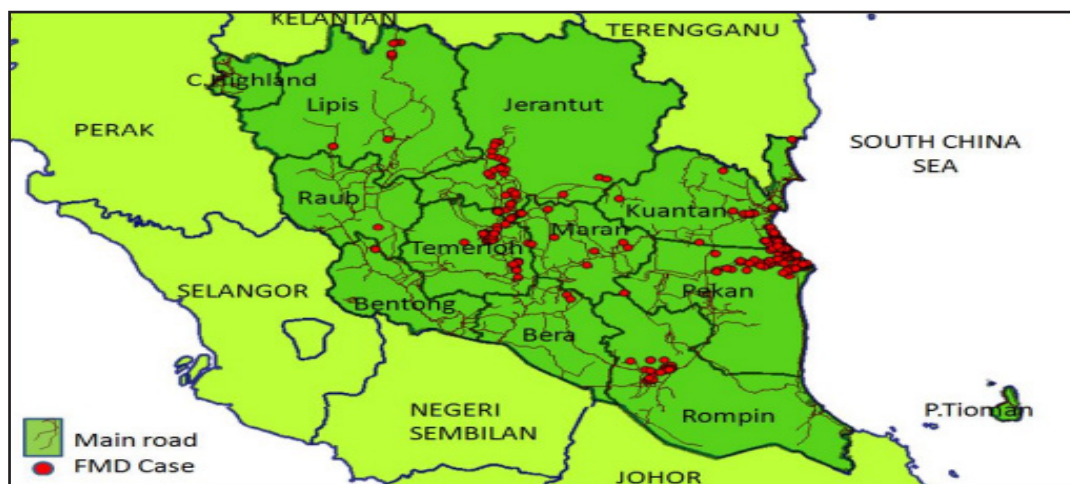 KELANTAN
TERENGGANU
C.Highland
Lipis
Jerantut
PERAK
SOUTH CHINA
SEA
Raub
Kuantan
Maran
Temerloh
SELANGOR
Pekan
Bentong
Bera
NEGERI
SEMBILAN
Rompin
P.Tioman
Main road
FMD Case
JOHOR